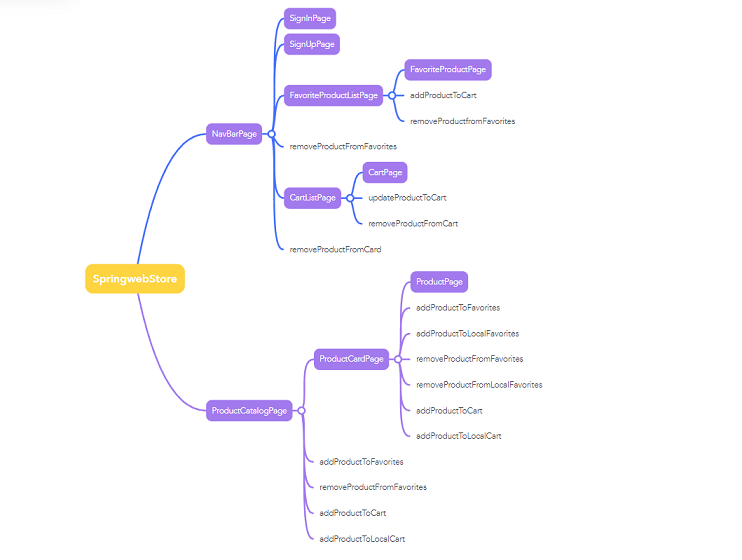 SignInPage
SignUpPage
FavoriteProductPage
FavoriteProductListPage
addProductToCart
removeProductfromFavorites
NavBarPage
removeProductFromFavorites
CartPage
CartListPage
updateProductToCart
removeProductFromCart
removeProductFromCard
SpringwebStore
ProductPage
addProductToFavorites
addProductToLocalFavorites
ProductCardPage
removeProductFromFavorites
removeProductFromLocalFavorites
ProductCatalogPage
addProductToCart
addProductToLocalCart
addProductToFavorites
removeProductFromFavorites
addProductToCart
addProductToLocalCart